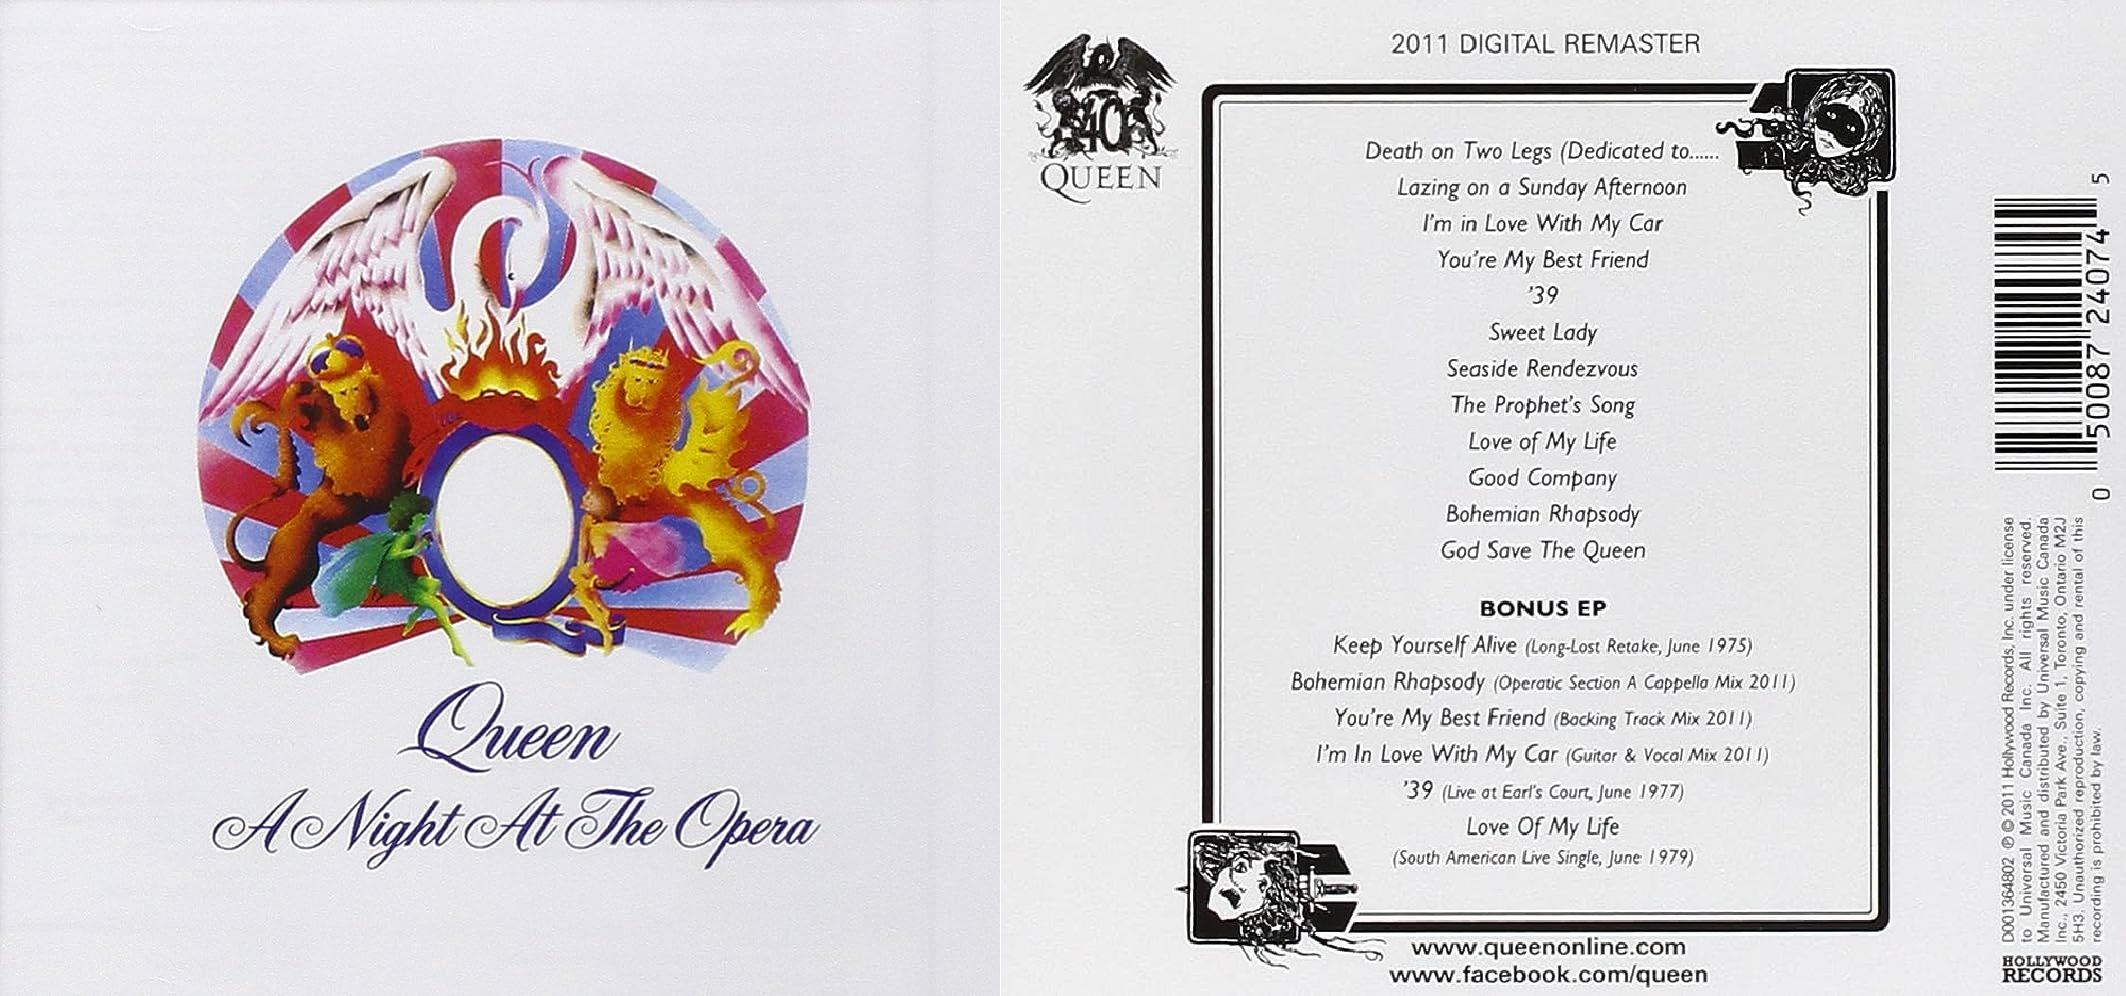 Queen
A Night At The Opera
40
QUEEN
2011 DIGITAL REMASTER
Death on Two Legs (Dedicated to......
Lazing on a Sunday Afternoon
I'm in Love With My Car
You're My Best Friend
'39
Sweet Lady
Seaside Rendezvous
The Prophet's Song
Love of My Life
Good Company
Bohemian Rhapsody
God Save The Queen
BONUS EP
Keep Yourself Alive (Long-Lost Retake, June 1975)
Bohemian Rhapsody (Operatic Section A Cappella Mix 2011)
You're My Best Friend (Backing Track Mix 2011)
I'm In Love With My Car (Guitar & Vocal Mix 2011)
'39 (Live at Earl's Court, June 1977)
Love Of My Life
(South American Live Single, June 1979)
www.queenonline.com
www.facebook.com/queen
0 50087 24074 5
D001364802 ℗ © 2011 Hollywood Records, Inc. under license
to Universal Music Canada Inc. All rights reserved.
Manufactured and distributed by Universal Music Canada
Inc., 2450 Victoria Park Ave., Suite 1, Toronto, Ontario M2J
5H3. Unauthorized reproduction, copying and rental of this
recording is prohibited by law.
HOLLYWOOD
RECORDS